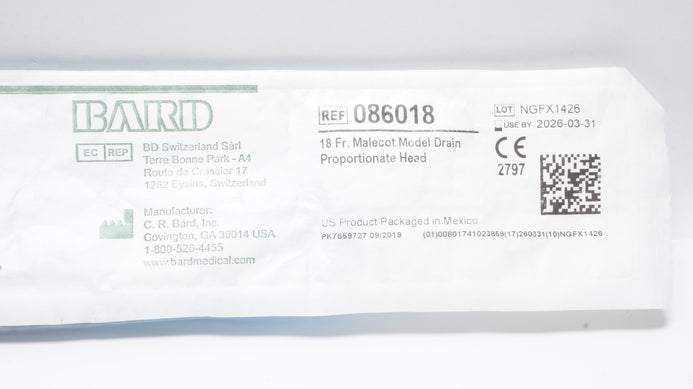 BARD
EC REP
BD Switzerland Sàrl
Terre Bonne Park - A4
Route de Crassier 17
1262 Eysins, Switzerland
Manufacturer:
C. R. Bard, Inc.
Covington, GA 30014 USA
1-800-526-4455
www.bardmedical.com
REF 086018
18 Fr. Malecot Model Drain
Proportionate Head
US Product Packaged in Mexico
PK7659727 09/2019 (01)00801741023859(17)260331(10)NGFX1426
LOT NGFX1426
USE BY 2026-03-31
CE
2797